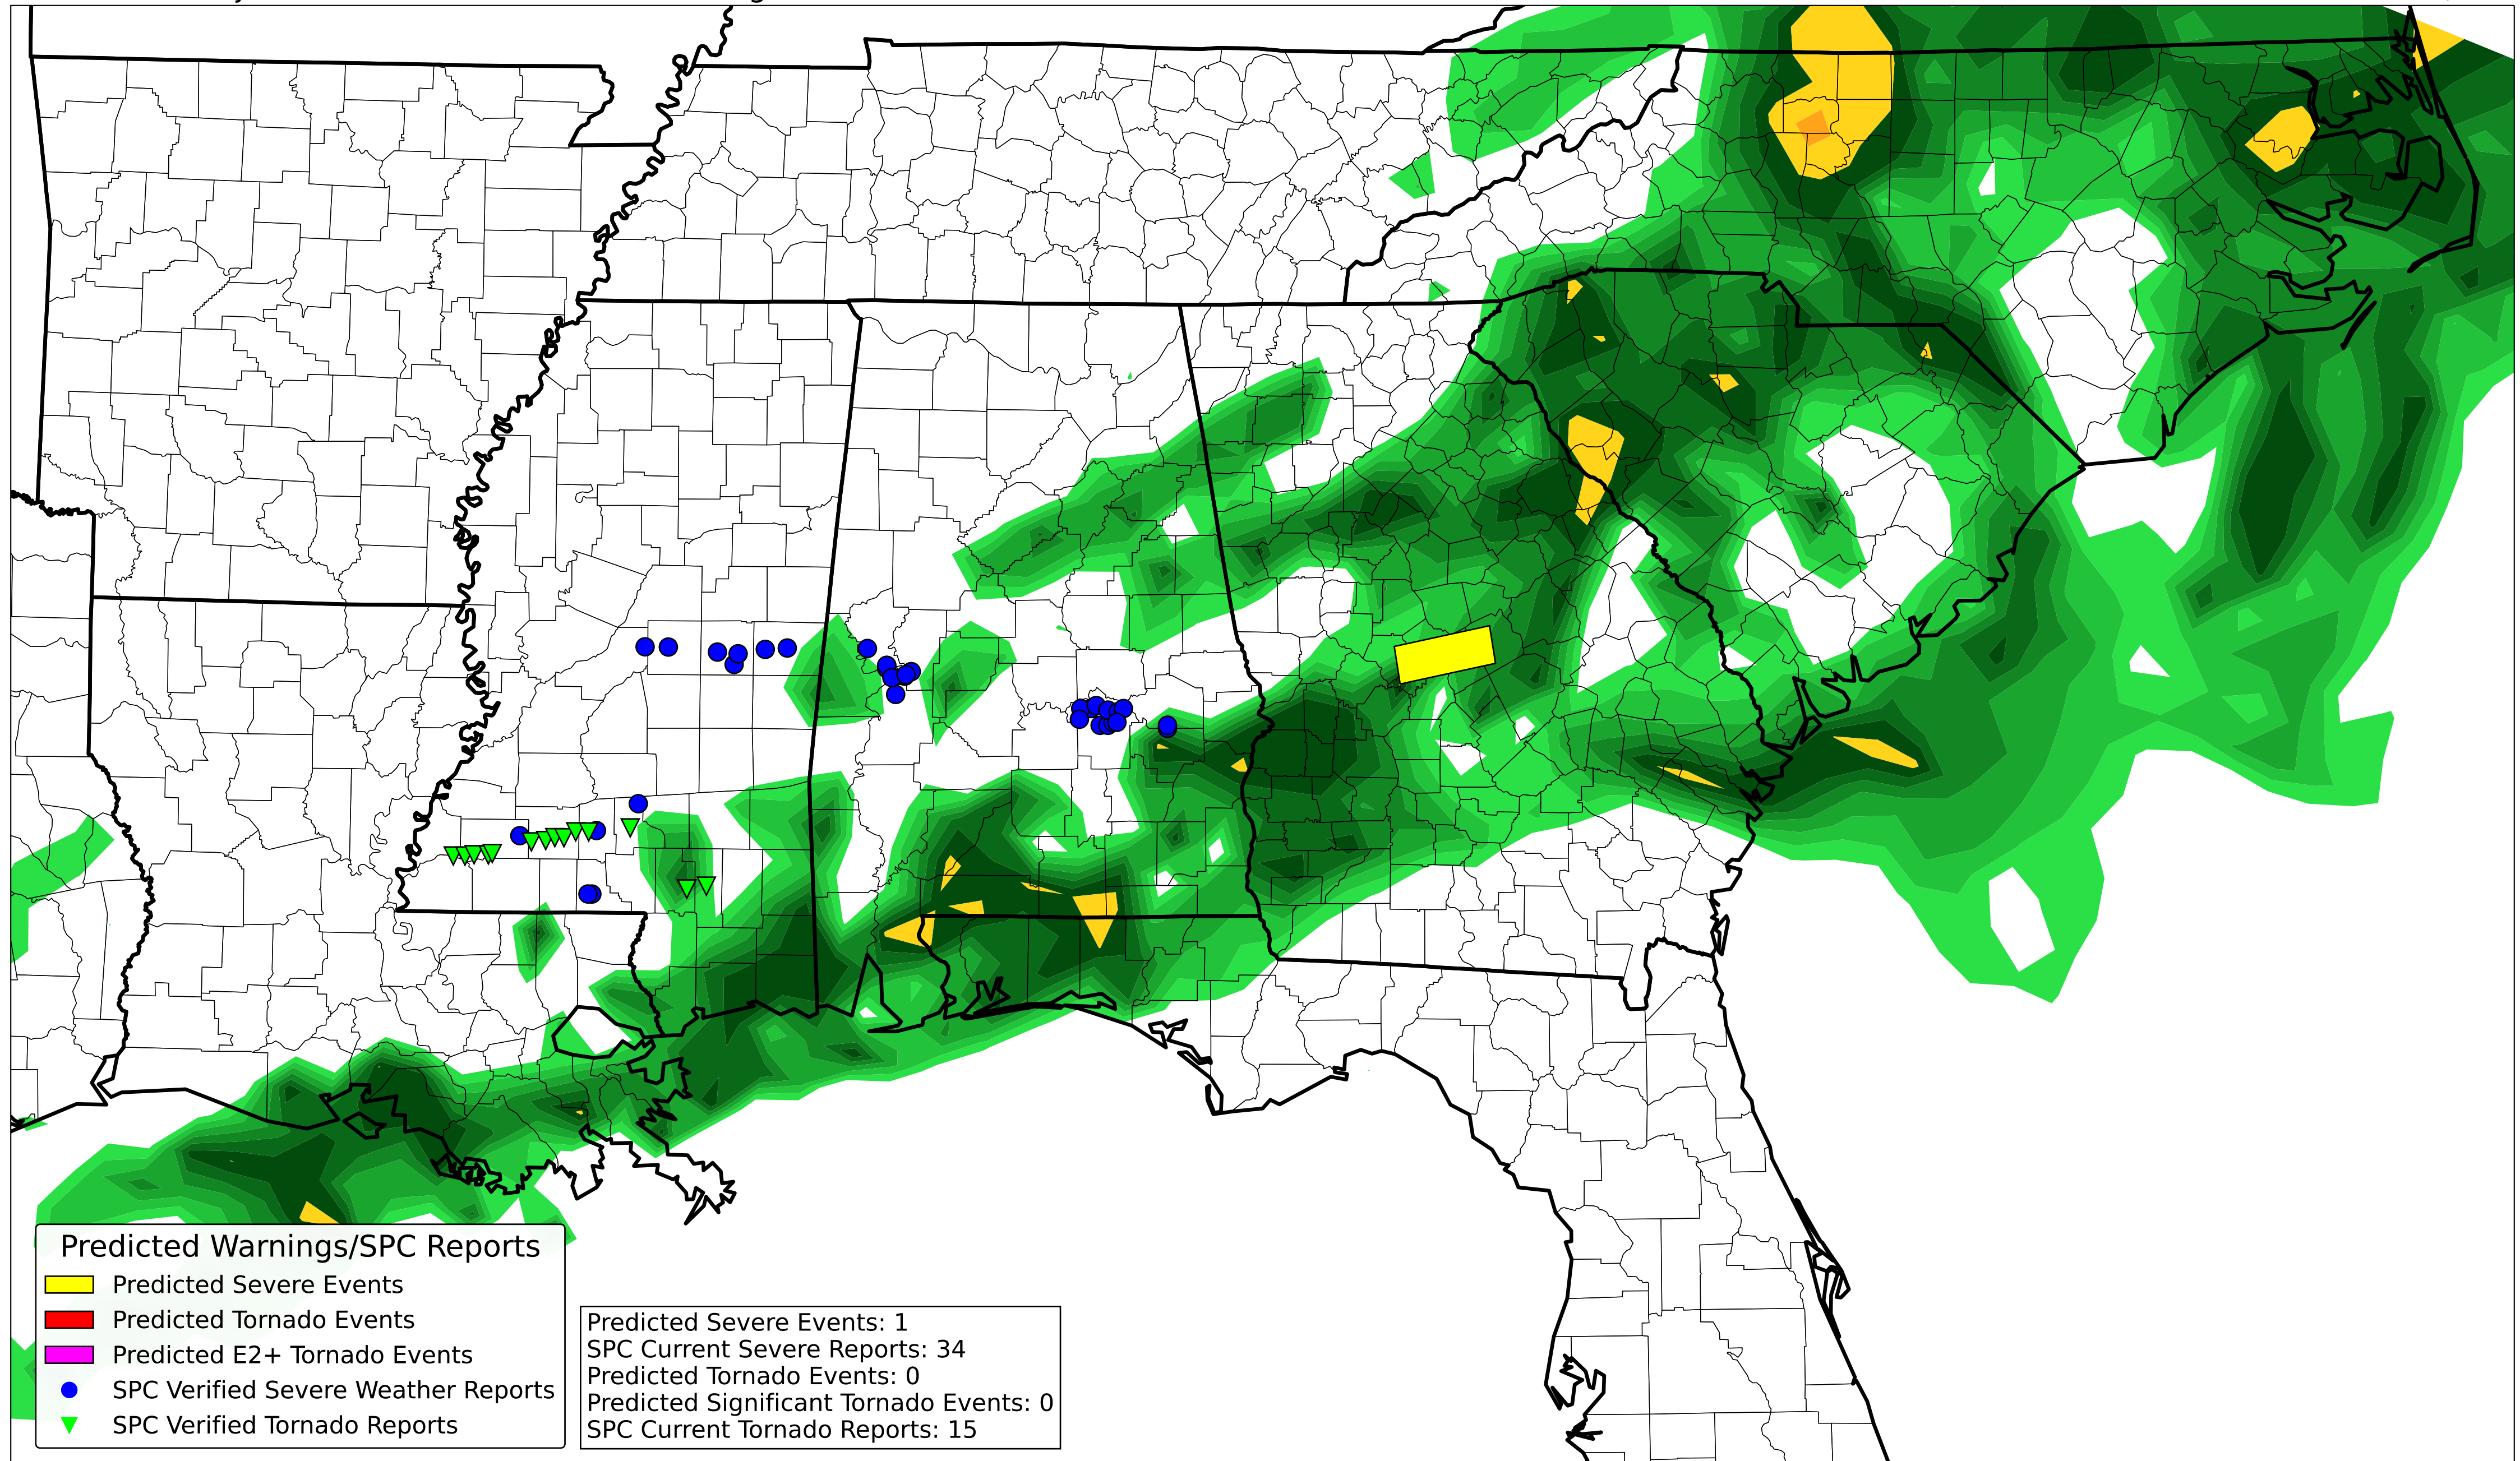 Predicted Warnings/SPC Reports
Predicted Severe Events
Predicted Tornado Events
Predicted E2+ Tornado Events
SPC Verified Severe Weather Reports
SPC Verified Tornado Reports
Predicted Severe Events: 1
SPC Current Severe Reports: 34
Predicted Tornado Events: 0
Predicted Significant Tornado Events: 0
SPC Current Tornado Reports: 15